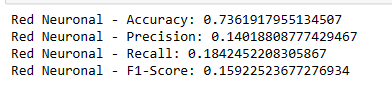 Red Neuronal - Accuracy: 0.7361917955134507
Red Neuronal - Precision: 0.14018808777429467
Red Neuronal - Recall: 0.1842452208305867
Red Neuronal - F1-Score: 0.15922523677276934